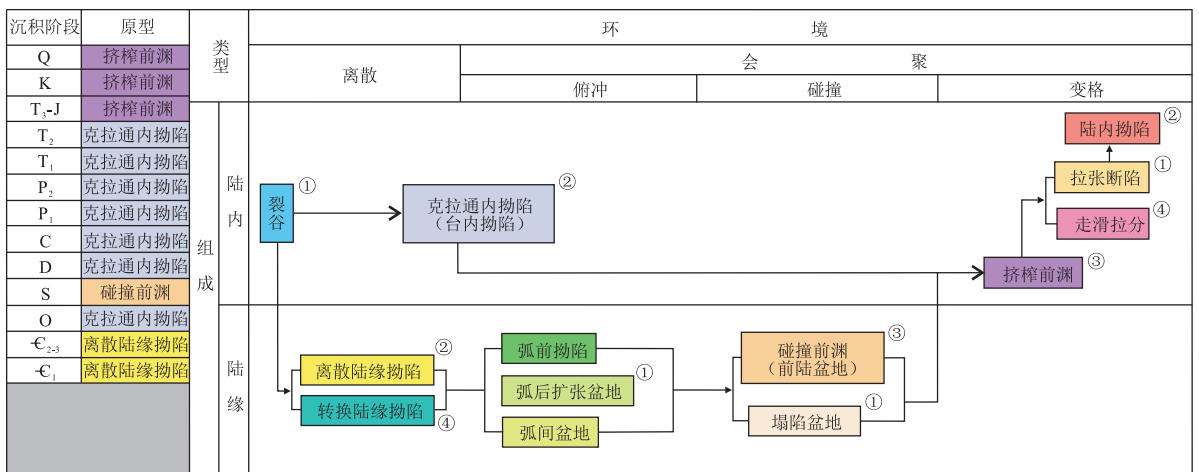 沉积阶段 原型
Q 挤榨前渊
K 挤榨前渊
T₃-J 挤榨前渊
T₂ 克拉通内拗陷
T₁ 克拉通内拗陷
P₂ 克拉通内拗陷
P₁ 克拉通内拗陷
C 克拉通内拗陷
D 克拉通内拗陷
S 碰撞前渊
O 克拉通内拗陷
Є₂₋₃ 离散陆缘拗陷
Є₁ 离散陆缘拗陷
类型
环境
离散
会聚
俯冲 碰撞 变格
组成
陆内
裂谷 ①
克拉通内拗陷
（台内拗陷） ②
陆内拗陷 ②
拉张断陷 ①
走滑拉分 ④
挤榨前渊 ③
陆缘
离散陆缘拗陷 ②
转换陆缘拗陷 ④
弧前拗陷
弧后扩张盆地 ①
弧间盆地
碰撞前渊
（前陆盆地） ③
塌陷盆地 ①